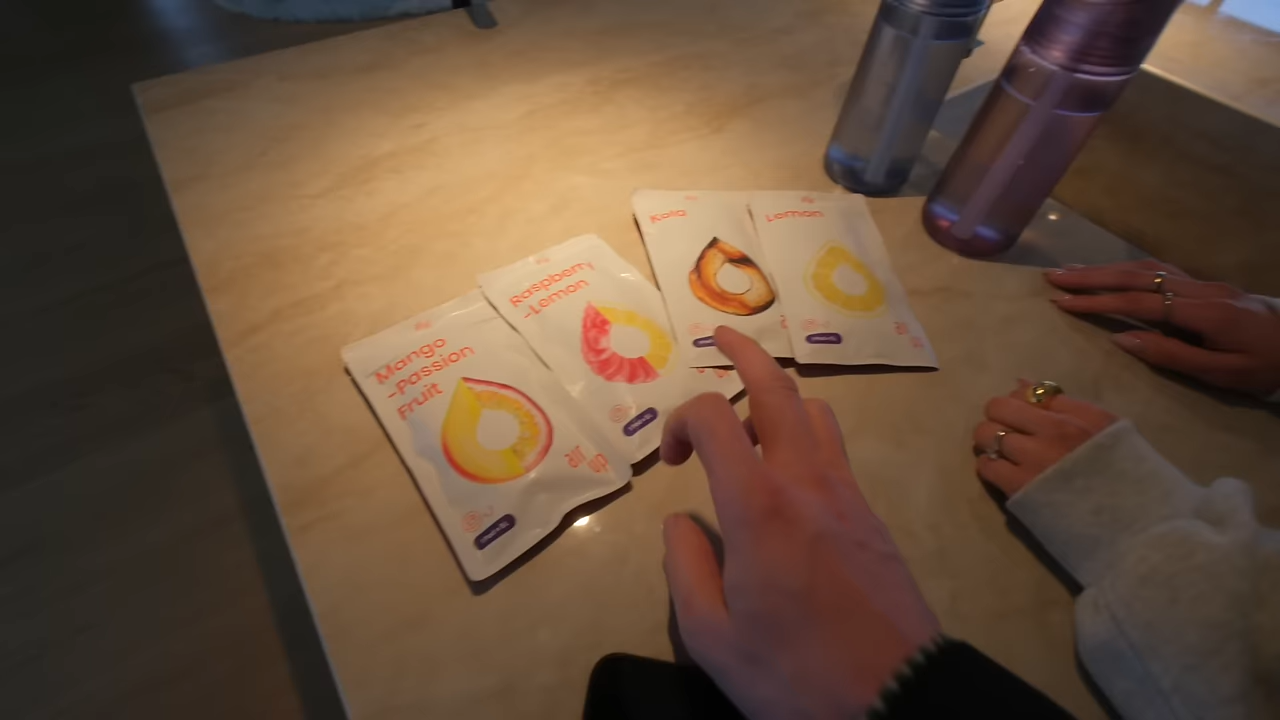 Mango
-Passion
Fruit
air
up
Raspberry
-Lemon
Kola
Lemon